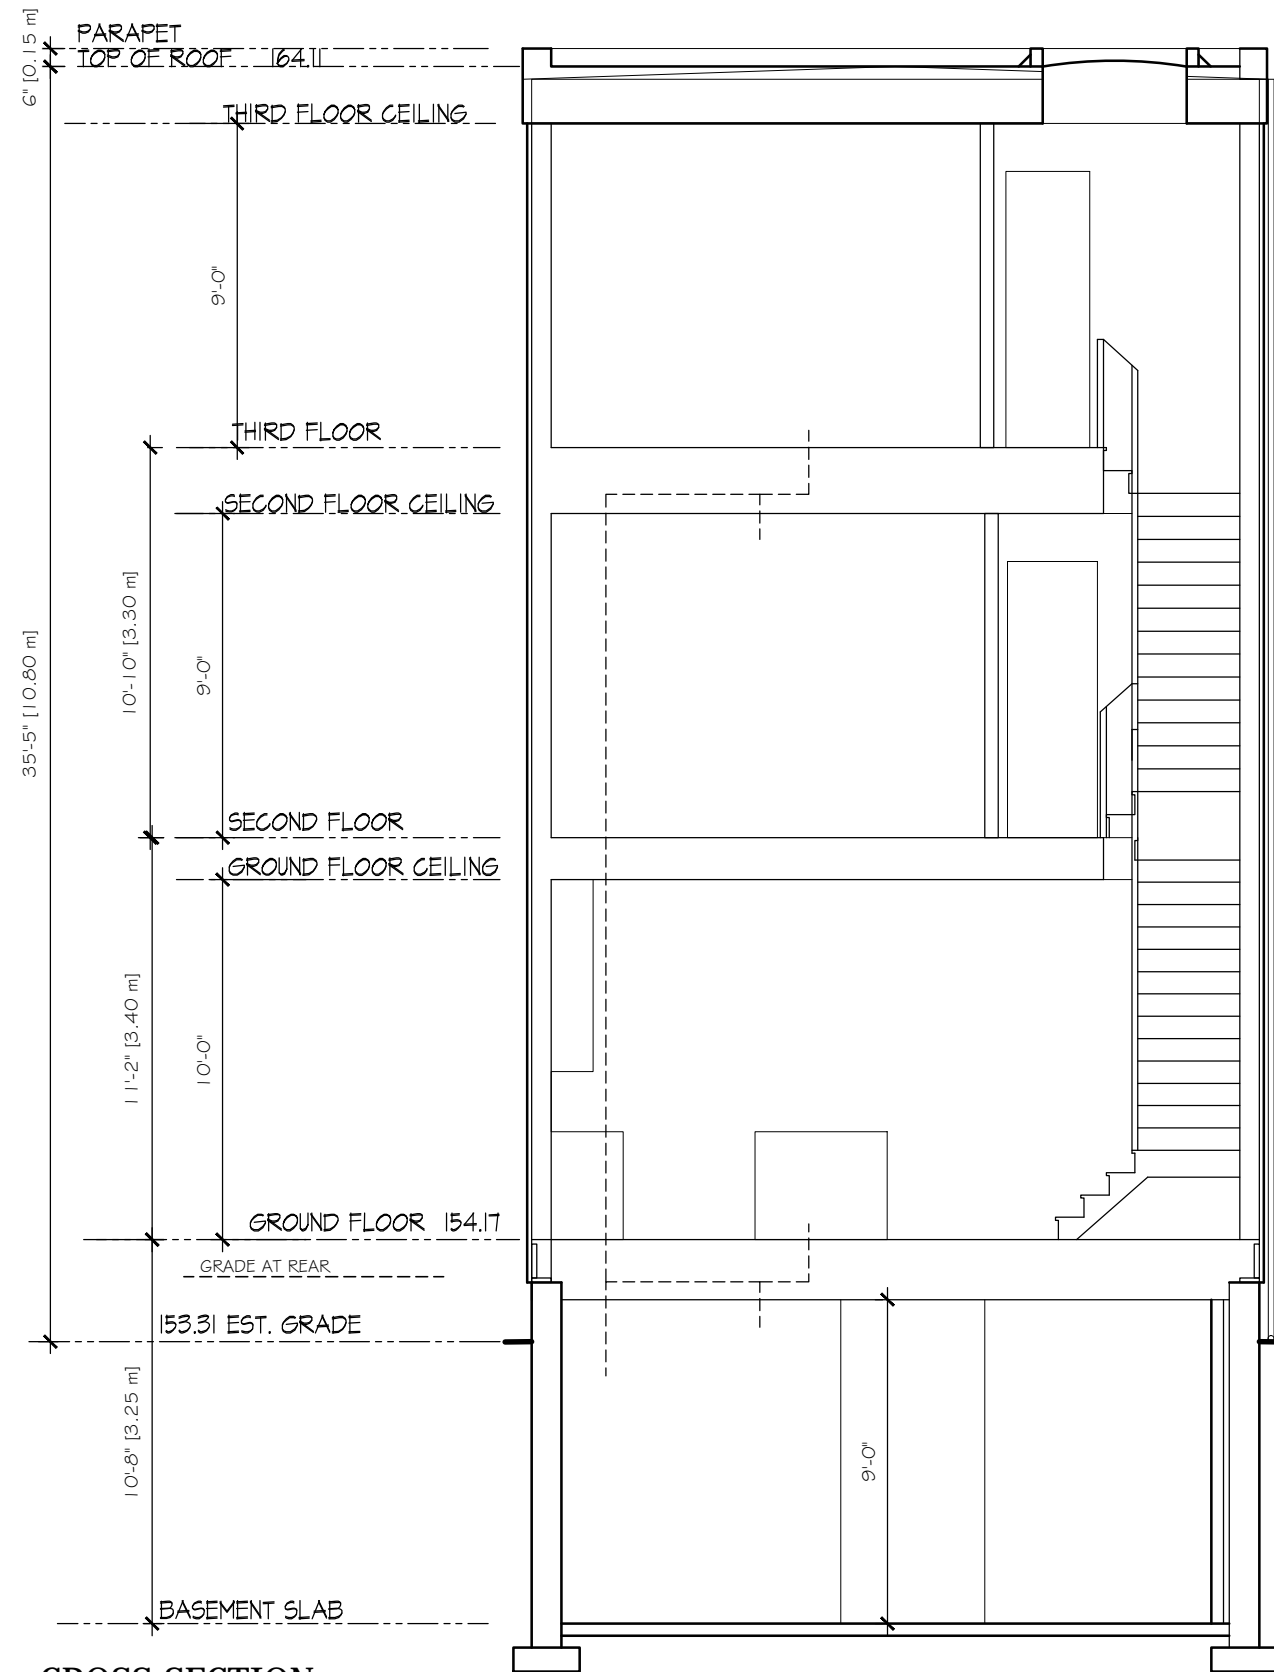 PARAPET
TOP OF ROOF 164.11
6" [0.15 m]
THIRD FLOOR CEILING
9'-0"
THIRD FLOOR
SECOND FLOOR CEILING
10'-10" [3.30 m]
9'-0"
35'-5" [10.80 m]
SECOND FLOOR
GROUND FLOOR CEILING
11'-2" [3.40 m]
10'-0"
GROUND FLOOR 154.17
GRADE AT REAR
153.31 EST. GRADE
10'-8" [3.25 m]
9'-0"
BASEMENT SLAB
CROSS SECTION